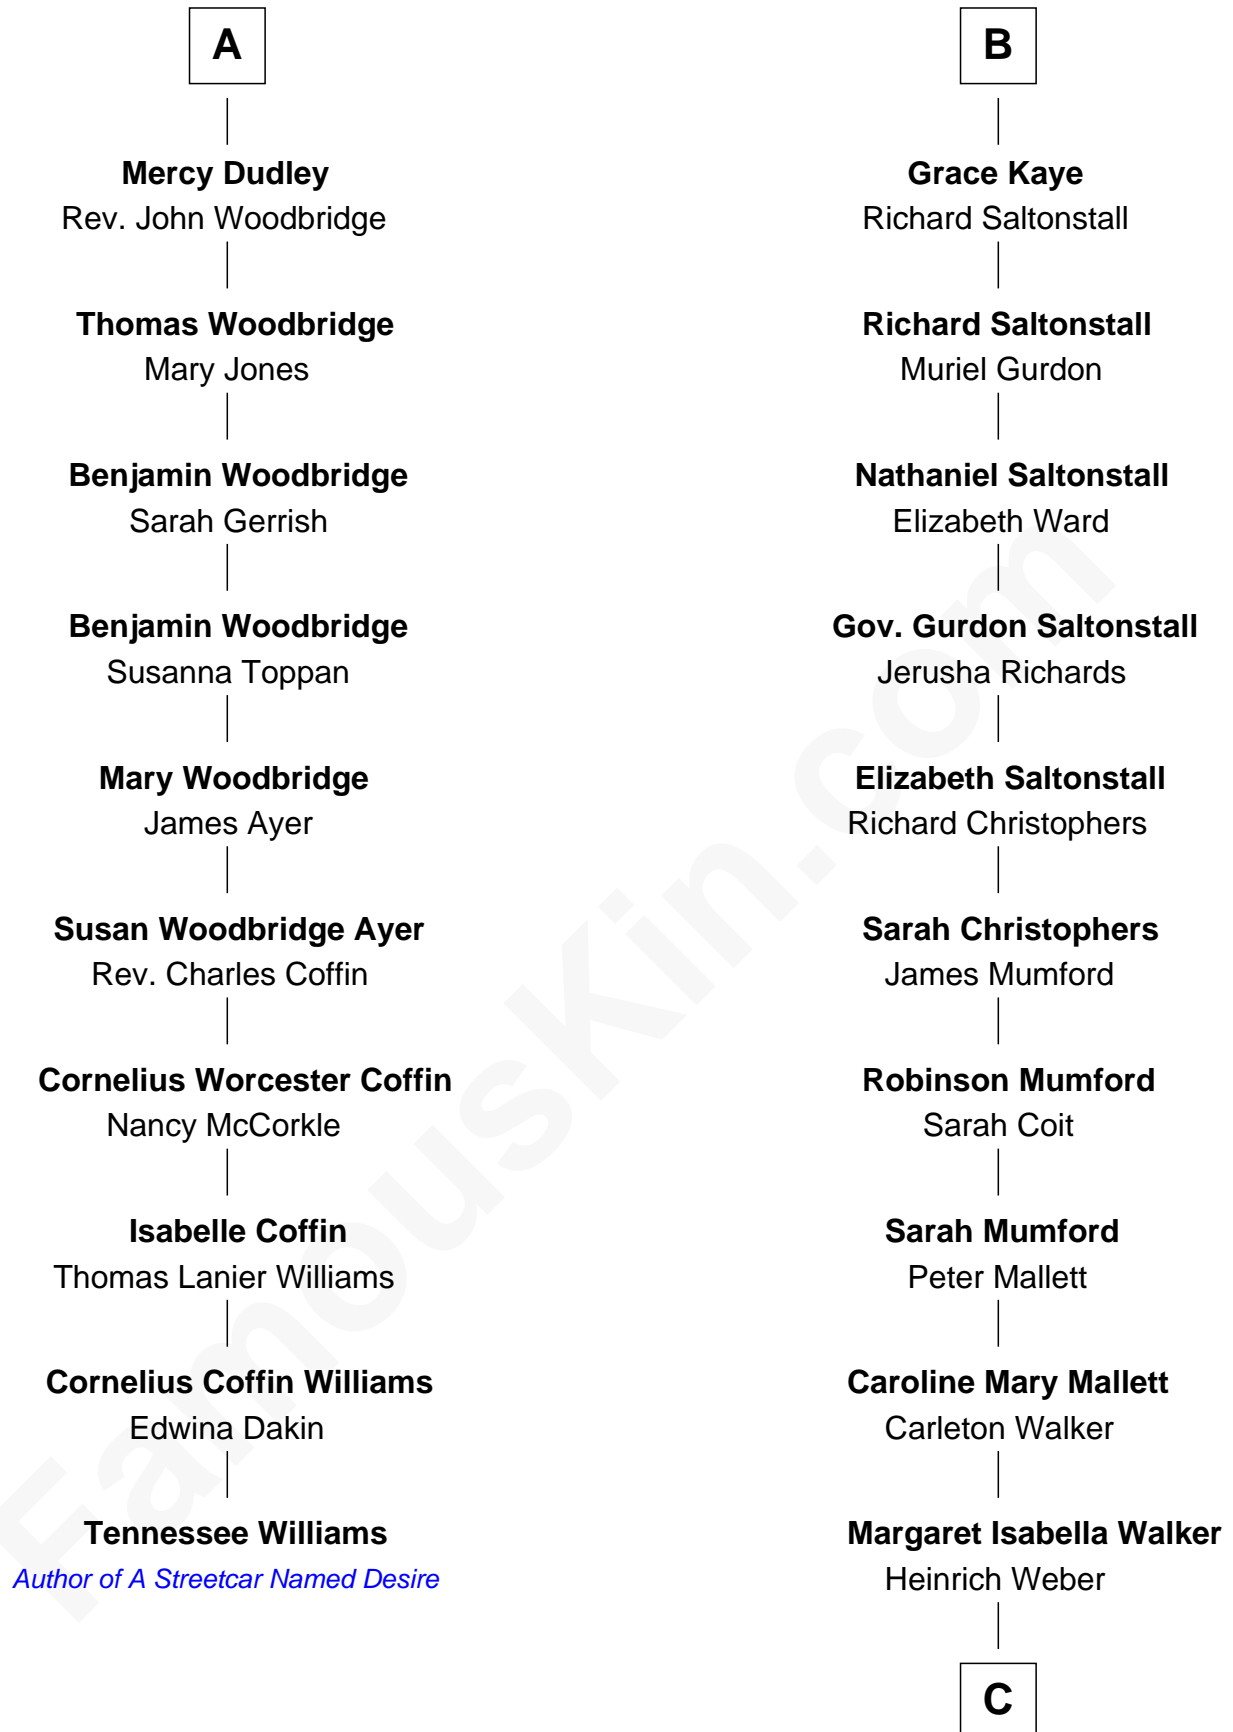 A
Mercy Dudley
Rev. John Woodbridge
Thomas Woodbridge
Mary Jones
Benjamin Woodbridge
Sarah Gerrish
Benjamin Woodbridge
Susanna Toppan
Mary Woodbridge
James Ayer
Susan Woodbridge Ayer
Rev. Charles Coffin
Cornelius Worcester Coffin
Nancy McCorkle
Isabelle Coffin
Thomas Lanier Williams
Cornelius Coffin Williams
Edwina Dakin
Tennessee Williams
Author of A Streetcar Named Desire
B
Grace Kaye
Richard Saltonstall
Richard Saltonstall
Muriel Gurdon
Nathaniel Saltonstall
Elizabeth Ward
Gov. Gurdon Saltonstall
Jerusha Richards
Elizabeth Saltonstall
Richard Christophers
Sarah Christophers
James Mumford
Robinson Mumford
Sarah Coit
Sarah Mumford
Peter Mallett
Caroline Mary Mallett
Carleton Walker
Margaret Isabella Walker
Heinrich Weber
C
FamousKin.com